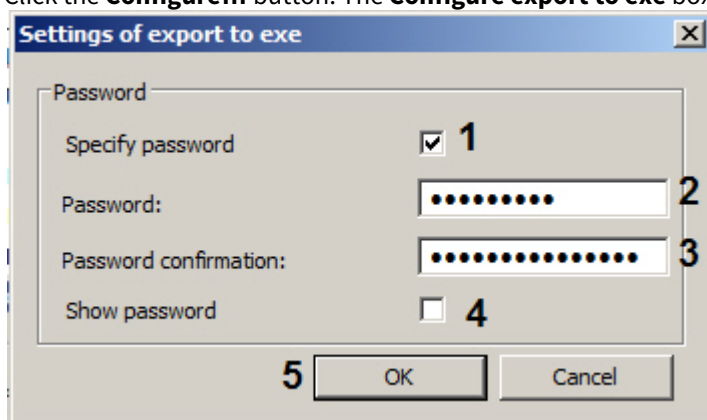 Click the Configure... button. The Configure export to exe box
Settings of export to exe
Password
Specify password 1
Password: ●●●●●●●●● 2
Password confirmation: ●●●●●●●●●●●●●●● 3
Show password 4
5 OK Cancel